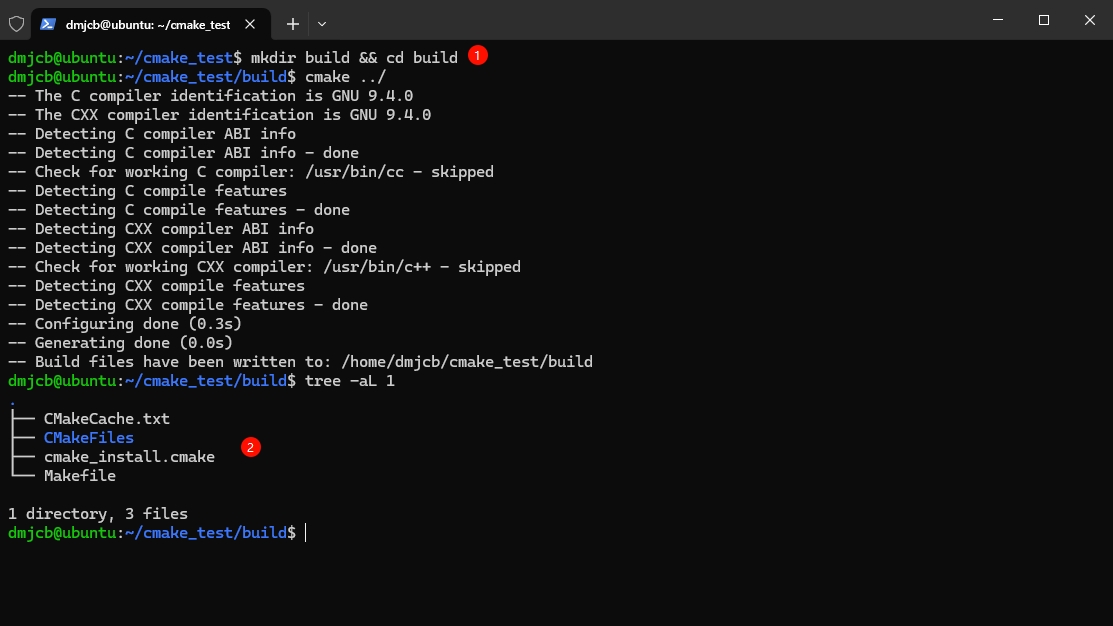 dmjcb@ubuntu: ~/cmake_test
dmjcb@ubuntu:~/cmake_test$ mkdir build && cd build 1
dmjcb@ubuntu:~/cmake_test/build$ cmake ../
-- The C compiler identification is GNU 9.4.0
-- The CXX compiler identification is GNU 9.4.0
-- Detecting C compiler ABI info
-- Detecting C compiler ABI info - done
-- Check for working C compiler: /usr/bin/cc - skipped
-- Detecting C compile features
-- Detecting C compile features - done
-- Detecting CXX compiler ABI info
-- Detecting CXX compiler ABI info - done
-- Check for working CXX compiler: /usr/bin/c++ - skipped
-- Detecting CXX compile features
-- Detecting CXX compile features - done
-- Configuring done (0.3s)
-- Generating done (0.0s)
-- Build files have been written to: /home/dmjcb/cmake_test/build
dmjcb@ubuntu:~/cmake_test/build$ tree -aL 1
.
├── CMakeCache.txt
├── CMakeFiles
├── cmake_install.cmake 2
└── Makefile
1 directory, 3 files
dmjcb@ubuntu:~/cmake_test/build$